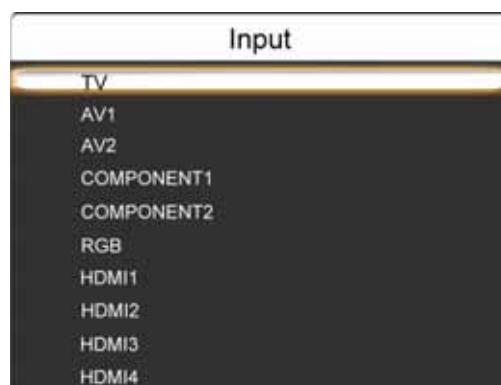 Input
TV
AV1
AV2
COMPONENT1
COMPONENT2
RGB
HDMI1
HDMI2
HDMI3
HDMI4